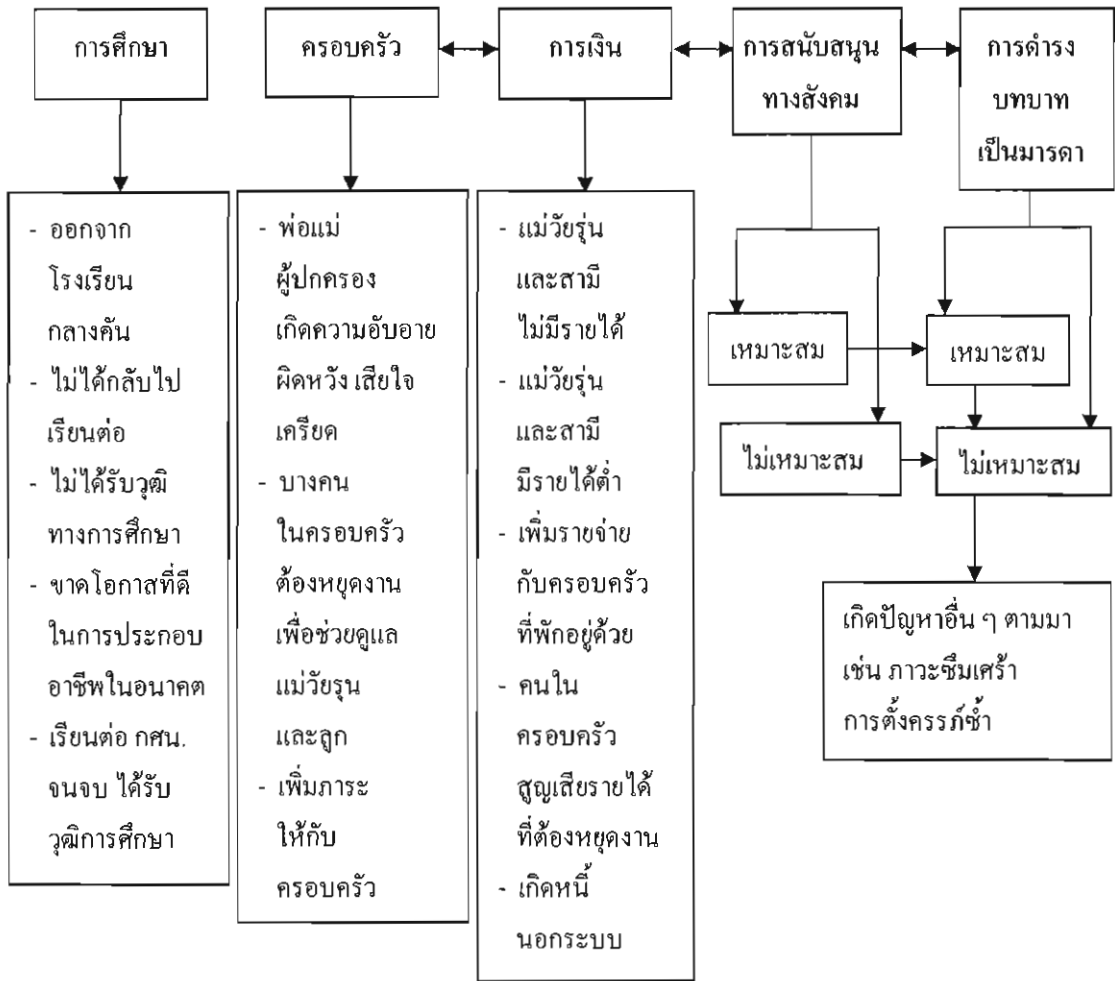 การศึกษา
ครอบครัว
การเงิน
การสนับสนุน
ทางสังคม
การดำรง
บทบาท
เป็นมารดา
- ออกจาก
โรงเรียน
กลางคัน
- ไม่ได้กลับไป
เรียนต่อ
- ไม่ได้รับวุฒิ
ทางการศึกษา
- ขาดโอกาสที่ดี
ในการประกอบ
อาชีพในอนาคต
- เรียนต่อ กศน.
จนจบ ได้รับ
วุฒิการศึกษา
- พ่อแม่
ผู้ปกครอง
เกิดความอับอาย
ผิดหวัง เสียใจ
เครียด
- บางคน
ในครอบครัว
ต้องหยุดงาน
เพื่อช่วยดูแล
แม่วัยรุน
และลูก
- เพิ่มภาระ
ให้กับ
ครอบครัว
- แม่วัยรุ่น
และสามี
ไม่มีรายได้
- แม่วัยรุ่น
และสามี
มีรายได้ต่ำ
- เพิ่มรายจ่าย
กับครอบครัว
ที่พักอยู่ด้วย
- คนใน
ครอบครัว
สูญเสียรายได้
ที่ต้องหยุดงาน
- เกิดหนี้
นอกระบบ
เหมาะสม
เหมาะสม
ไม่เหมาะสม
ไม่เหมาะสม
เกิดปัญหาอื่น ๆ ตามมา
เช่น ภาวะซึมเศร้า
การตั้งครรภ์ซ้ำ